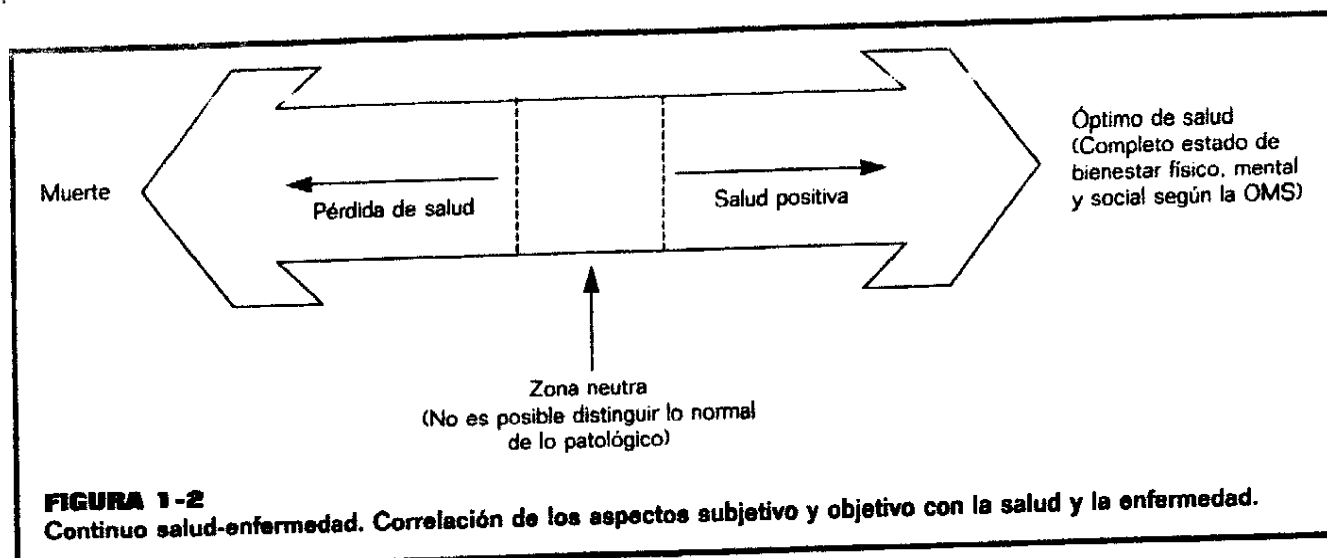 Muerte
Pérdida de salud
Salud positiva
Óptimo de salud
(Completo estado de
bienestar físico, mental
y social según la OMS)
Zona neutra
(No es posible distinguir lo normal
de lo patológico)
FIGURA 1-2
Continuo salud-enfermedad. Correlación de los aspectos subjetivo y objetivo con la salud y la enfermedad.